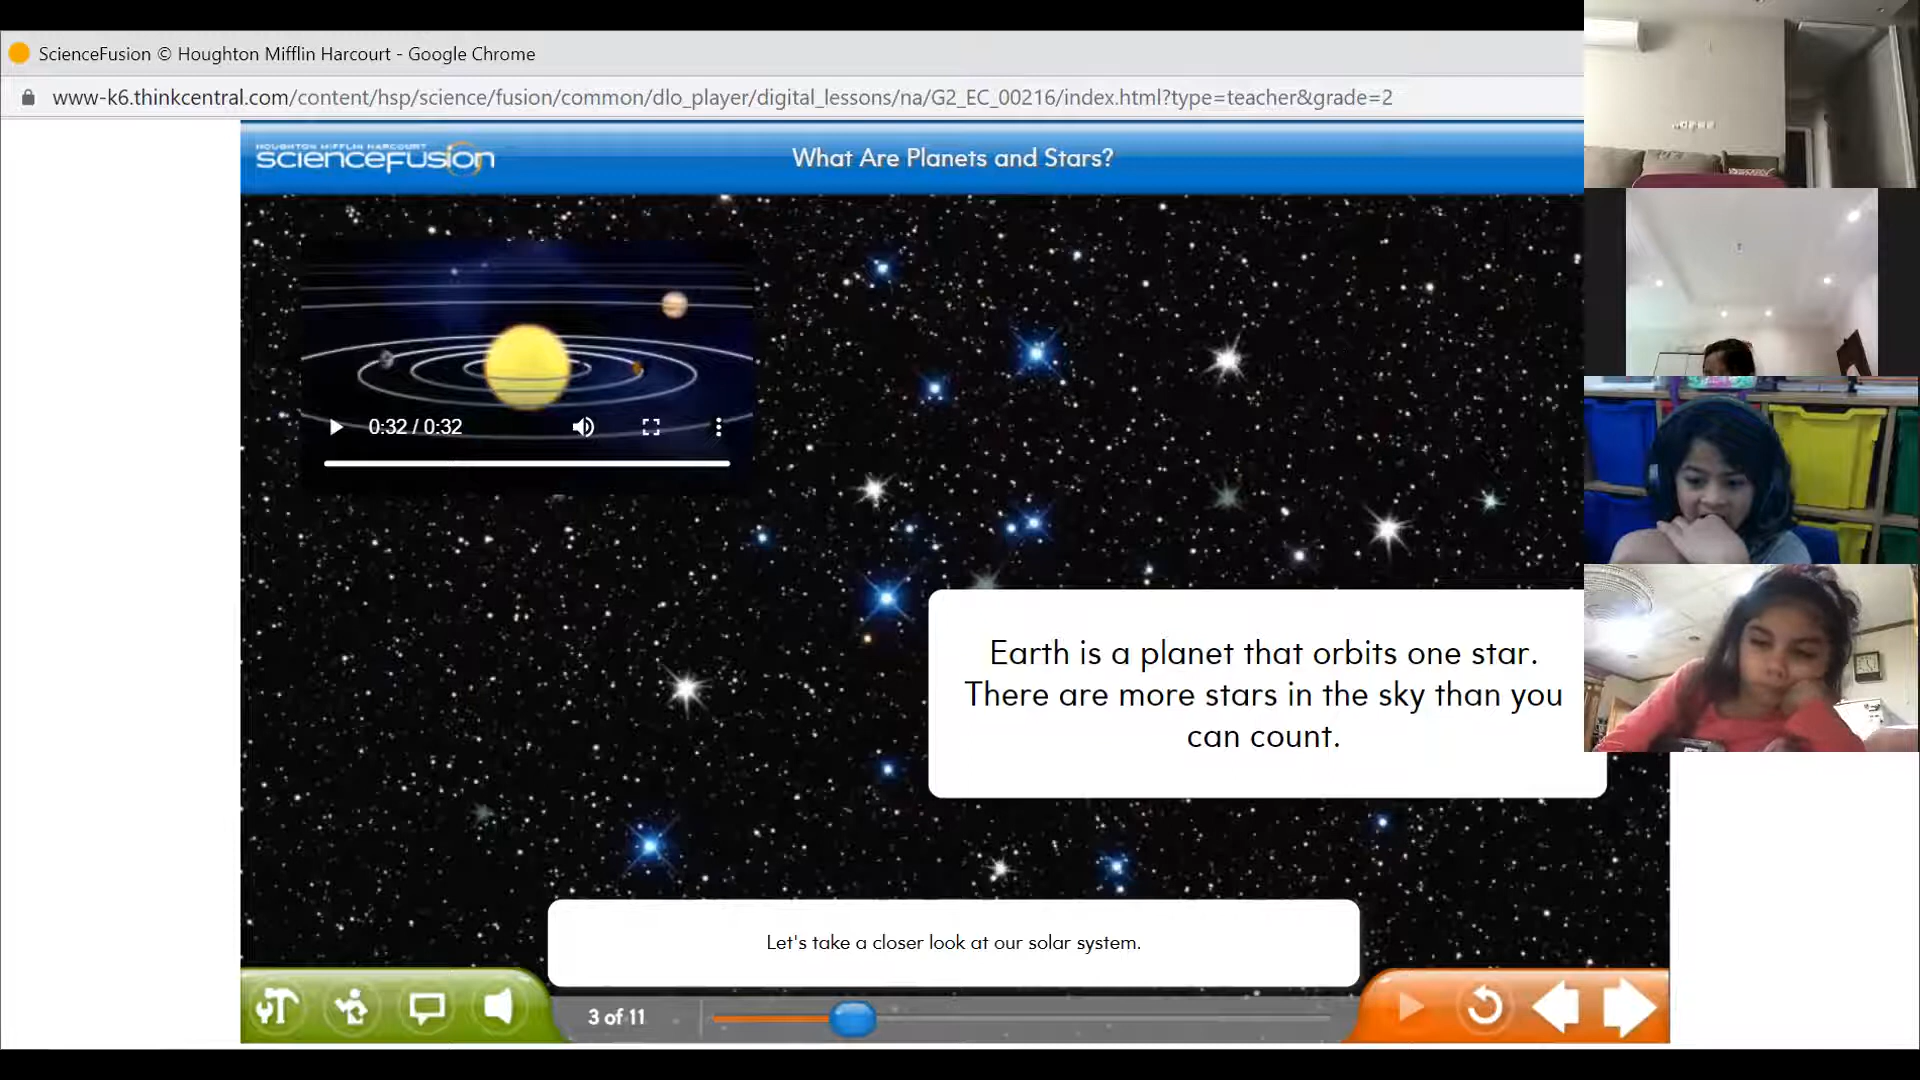 ScienceFusion © Houghton Mifflin Harcourt - Google Chrome
www-k6.thinkcentral.com/content/hsp/science/fusion/common/dlo_player/digital_lessons/na/G2_EC_00216/index.html?type=teacher&grade=2
HOUGHTON MIFFLIN HARCOURT
scienceFusion
What Are Planets and Stars?
0:32 / 0:32
Earth is a planet that orbits one star.
There are more stars in the sky than you
can count.
Let's take a closer look at our solar system.
3 of 11